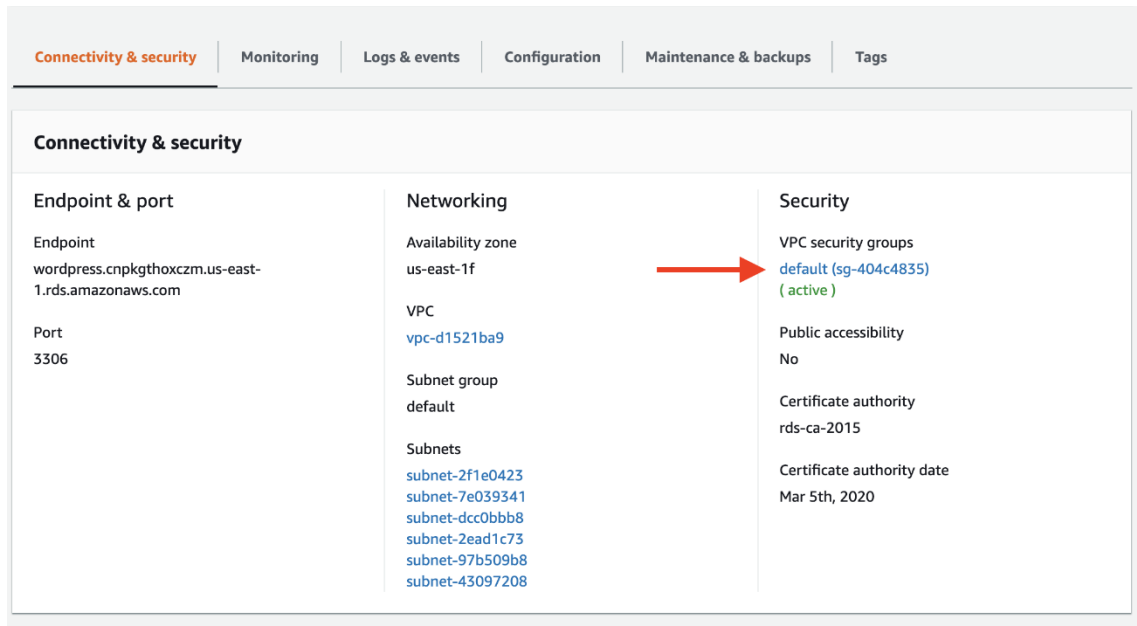 Connectivity & security
Monitoring
Logs & events
Configuration
Maintenance & backups
Tags
Connectivity & security
Endpoint & port
Endpoint
wordpress.cnpkgthoxczm.us-east-
1.rds.amazonaws.com
Port
3306
Networking
Availability zone
us-east-1f
VPC
vpc-d1521ba9
Subnet group
default
Subnets
subnet-2f1e0423
subnet-7e039341
subnet-dcc0bbb8
subnet-2ead1c73
subnet-97b509b8
subnet-43097208
Security
VPC security groups
default (sg-404c4835)
( active )
Public accessibility
No
Certificate authority
rds-ca-2015
Certificate authority date
Mar 5th, 2020